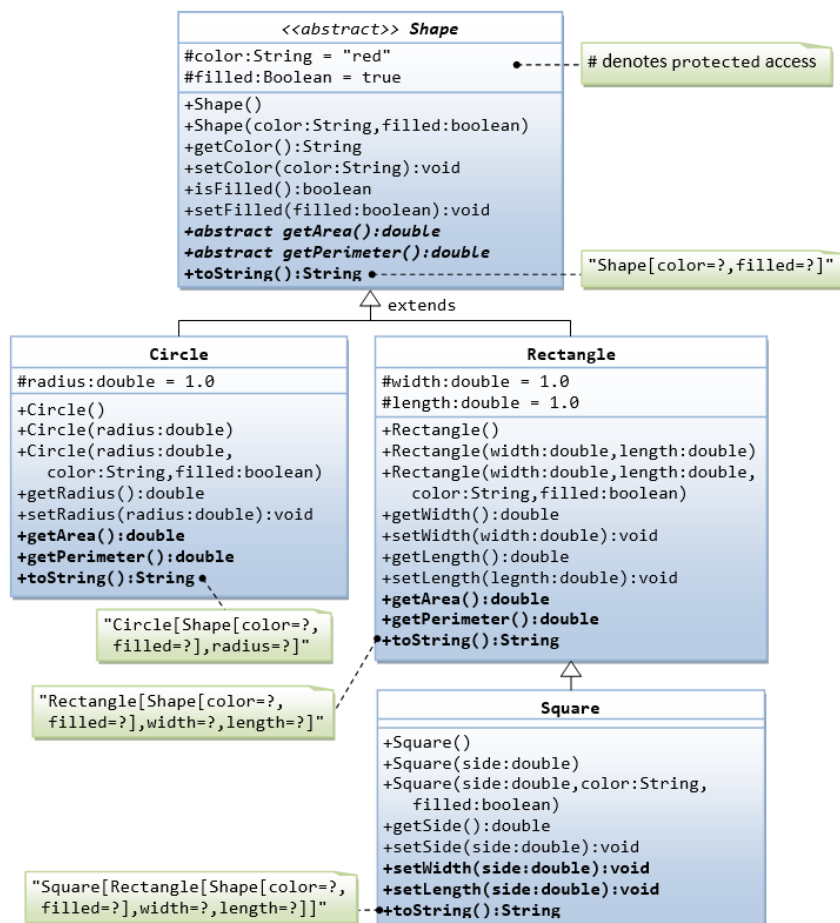 <<abstract>> Shape
#color:String = "red"
#filled:Boolean = true
# denotes protected access
+Shape()
+Shape(color:String,filled:boolean)
+getColor():String
+setColor(color:String):void
+isFilled():boolean
+setFilled(filled:boolean):void
+abstract getArea():double
+abstract getPerimeter():double
+toString():String
"Shape[color=?,filled=?]"
extends
Circle
#radius:double = 1.0
+Circle()
+Circle(radius:double)
+Circle(radius:double,
color:String,filled:boolean)
+getRadius():double
+setRadius(radius:double):void
+getArea():double
+getPerimeter():double
+toString():String
"Circle[Shape[color=?,
filled=?],radius=?]"
Rectangle
#width:double = 1.0
#length:double = 1.0
+Rectangle()
+Rectangle(width:double,length:double)
+Rectangle(width:double,length:double,
color:String,filled:boolean)
+getWidth():double
+setWidth(width:double):void
+getLength():double
+setLength(legnth:double):void
+getArea():double
+getPerimeter():double
+toString():String
"Rectangle[Shape[color=?,
filled=?],width=?,length=?]"
Square
+Square()
+Square(side:double)
+Square(side:double,color:String,
filled:boolean)
+getSide():double
+setSide(side:double):void
+setWidth(side:double):void
+setLength(side:double):void
+toString():String
"Square[Rectangle[Shape[color=?,
filled=?],width=?,length=?]]"